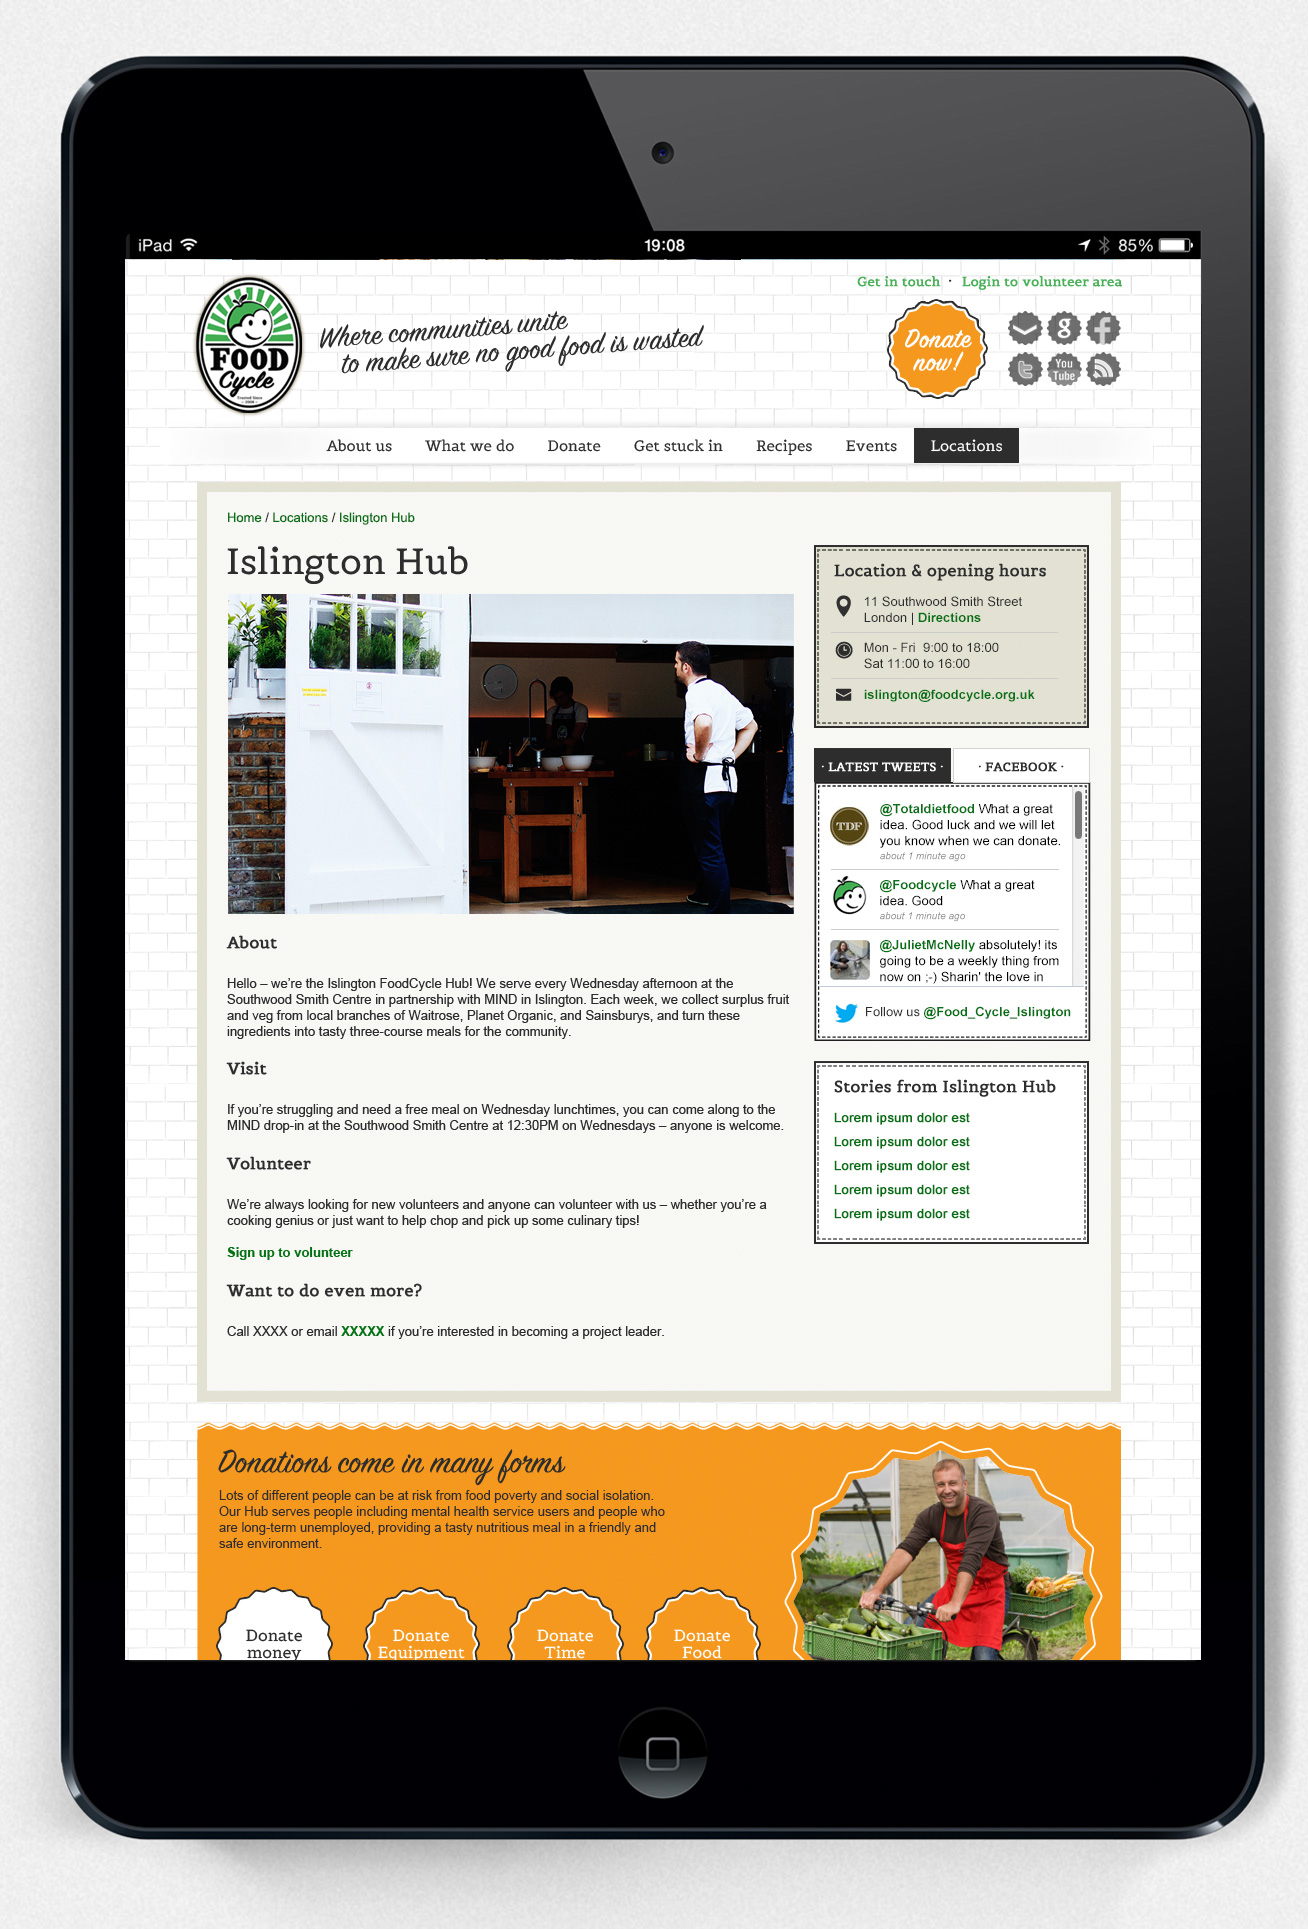 iPad
19:08
85%
Get in touch · Login to volunteer area
FOOD
Cycle
Trusted Since
Where communities unite
to make sure no good food is wasted
Donate
now!
g
f
t
You
Tube
About us
What we do
Donate
Get stuck in
Recipes
Events
Locations
Home / Locations / Islington Hub
Islington Hub
About
Hello – we're the Islington FoodCycle Hub! We serve every Wednesday afternoon at the
Southwood Smith Centre in partnership with MIND in Islington. Each week, we collect surplus fruit
and veg from local branches of Waitrose, Planet Organic, and Sainsburys, and turn these
ingredients into tasty three-course meals for the community.
Visit
If you're struggling and need a free meal on Wednesday lunchtimes, you can come along to the
MIND drop-in at the Southwood Smith Centre at 12:30PM on Wednesdays – anyone is welcome.
Volunteer
We're always looking for new volunteers and anyone can volunteer with us – whether you're a
cooking genius or just want to help chop and pick up some culinary tips!
Sign up to volunteer
Want to do even more?
Call XXXX or email XXXXX if you're interested in becoming a project leader.
Location & opening hours
11 Southwood Smith Street
London | Directions
Mon - Fri 9:00 to 18:00
Sat 11:00 to 16:00
islington@foodcycle.org.uk
· LATEST TWEETS ·
· FACEBOOK ·
TDF
@Totaldietfood What a great
idea. Good luck and we will let
you know when we can donate.
about 1 minute ago
@Foodcycle What a great
idea. Good
about 1 minute ago
@JulietMcNelly absolutely! its
going to be a weekly thing from
now on ;-) Sharin' the love in
Follow us @Food_Cycle_Islington
Stories from Islington Hub
Lorem ipsum dolor est
Lorem ipsum dolor est
Lorem ipsum dolor est
Lorem ipsum dolor est
Lorem ipsum dolor est
Donations come in many forms
Lots of different people can be at risk from food poverty and social isolation.
Our Hub serves people including mental health service users and people who
are long-term unemployed, providing a tasty nutritious meal in a friendly and
safe environment.
Donate
money
Donate
Equipment
Donate
Time
Donate
Food